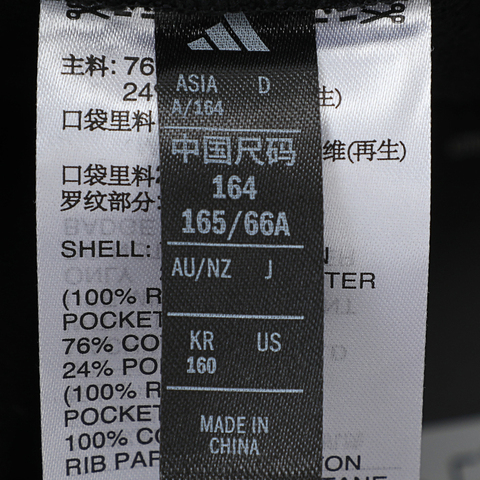 ASIA D
A/164
中国尺码
164
165/66A
AU/NZ J
KR US
160
MADE IN
CHINA
主料: 76
24%
生)
口袋里料
维(再生)
口袋里料
罗纹部分:
SHELL:
(100% R
POCKET
76% CO
24% PO
(100% R
POCKET
100% CO
RIB PAR